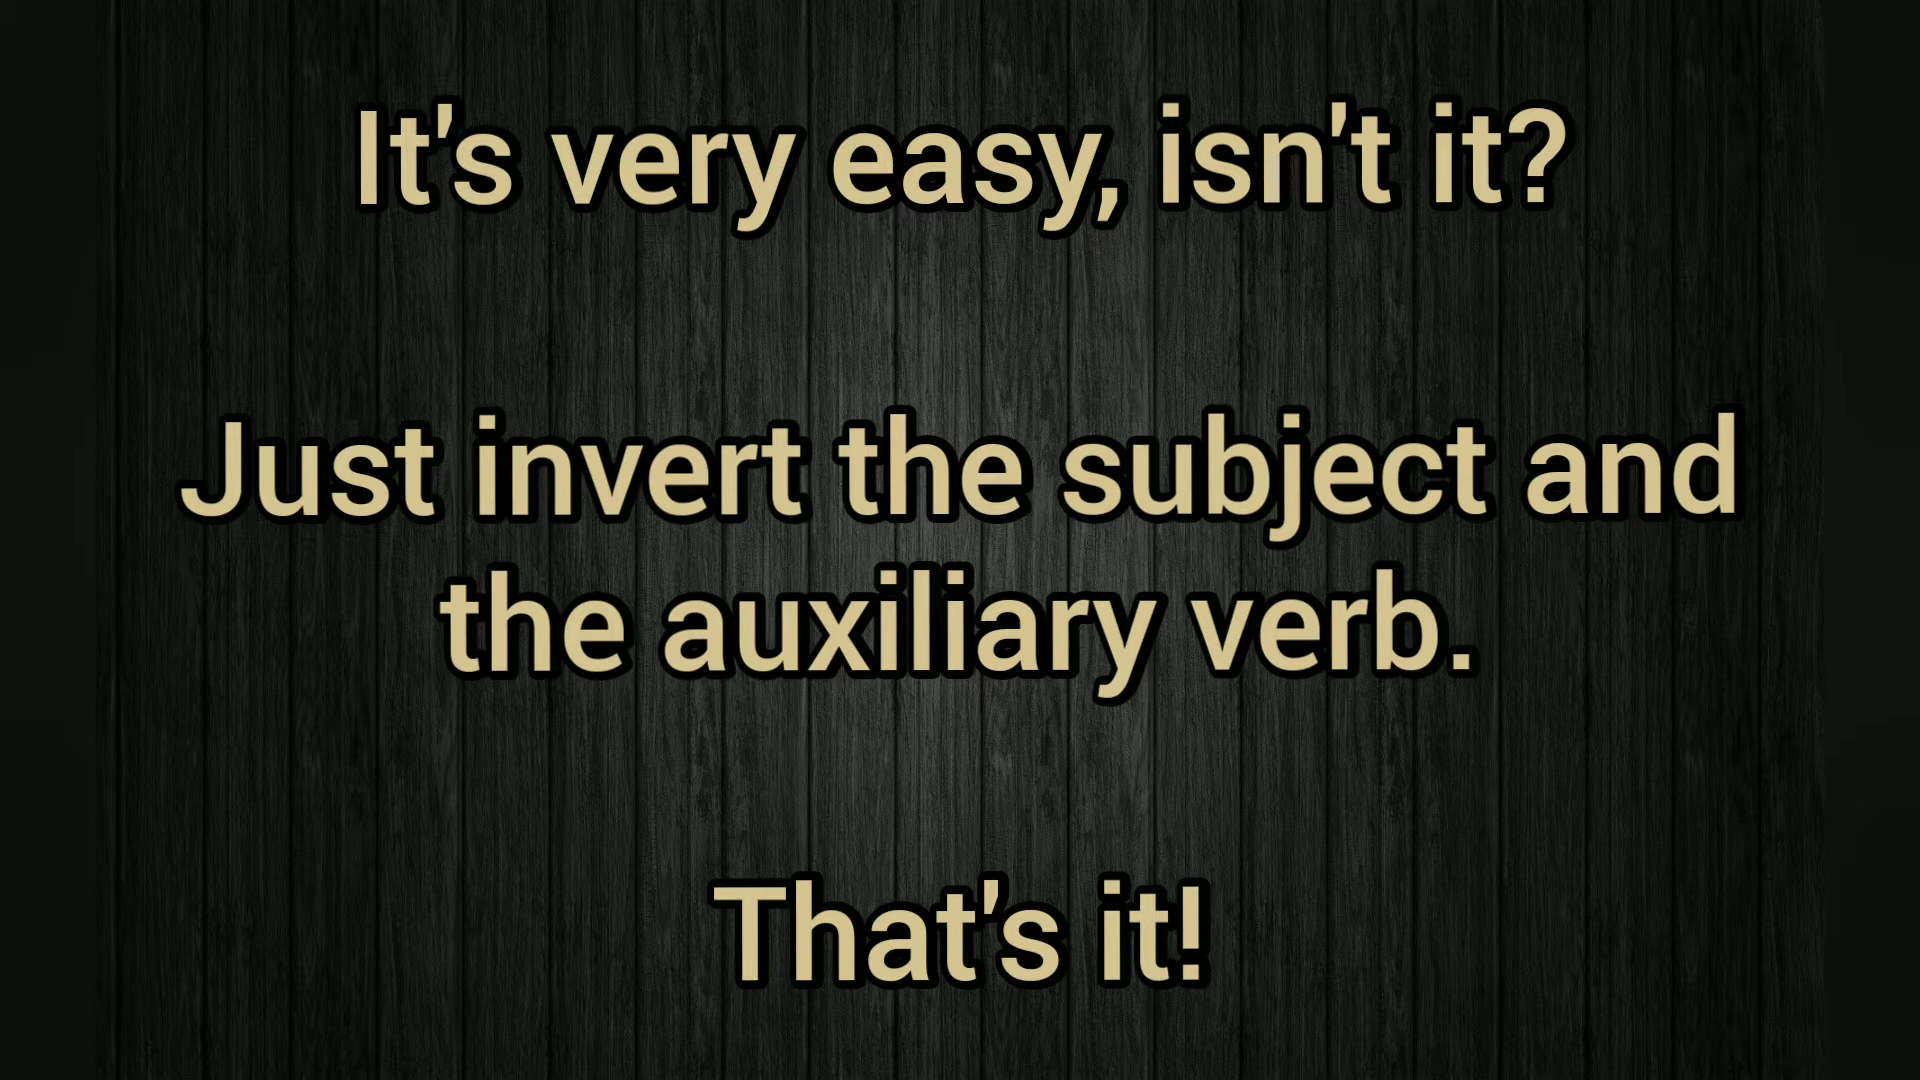 It's very easy, isn't it?
Just invert the subject and
the auxiliary verb.
That's it!